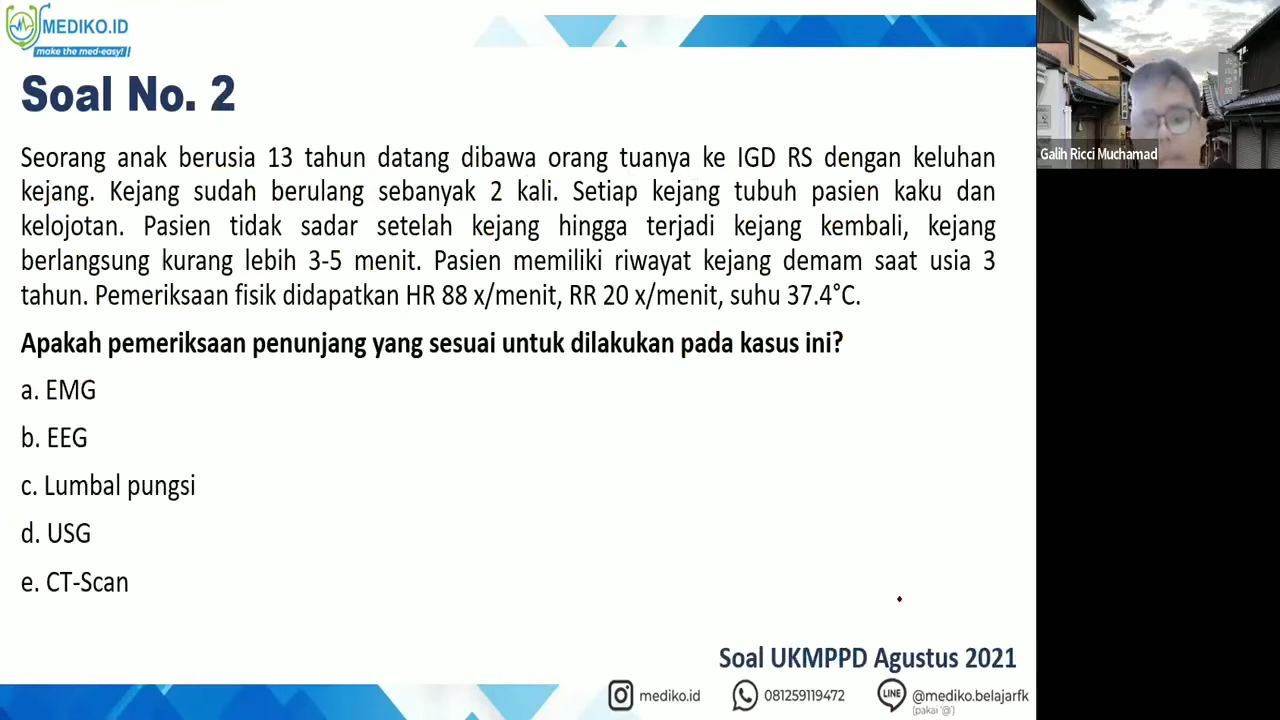 MEDIKO.ID
make the med-easy!
Soal No. 2
Seorang anak berusia 13 tahun datang dibawa orang tuanya ke IGD RS dengan keluhan
kejang. Kejang sudah berulang sebanyak 2 kali. Setiap kejang tubuh pasien kaku dan
kelojotan. Pasien tidak sadar setelah kejang hingga terjadi kejang kembali, kejang
berlangsung kurang lebih 3-5 menit. Pasien memiliki riwayat kejang demam saat usia 3
tahun. Pemeriksaan fisik didapatkan HR 88 x/menit, RR 20 x/menit, suhu 37.4°C.
Apakah pemeriksaan penunjang yang sesuai untuk dilakukan pada kasus ini?
a. EMG
b. EEG
c. Lumbal pungsi
d. USG
e. CT-Scan
Soal UKMPPD Agustus 2021
mediko.id
081259119472
LINE
@mediko.belajarfk
(pakai '@')
Galih Ricci Muchamad